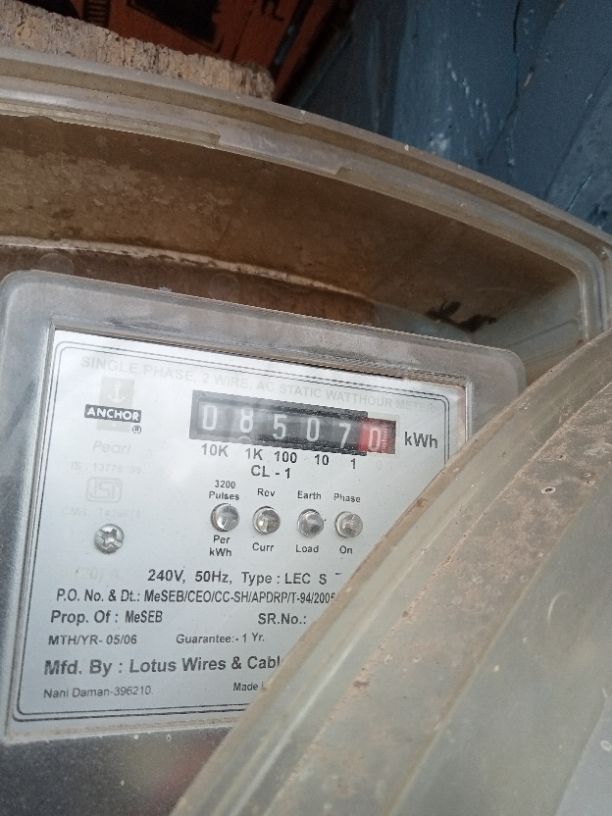 SINGLE PHASE, 2 WIRE, AC STATIC WATTHOUR METER
ANCHOR
Pearl
085070 kWh
10K 1K 100 10 1
CL - 1
3200 Pulses Rev Earth Phase
Per kWh Curr Load On
240V, 50Hz, Type : LEC S
P.O. No. & Dt.: MeSEB/CEO/CC-SH/APDRP/T-94/2005
Prop. Of : MeSEB SR.No.:
MTH/YR- 05/06 Guarantee:- 1 Yr.
Mfd. By : Lotus Wires &
Nani Daman-396210. Made